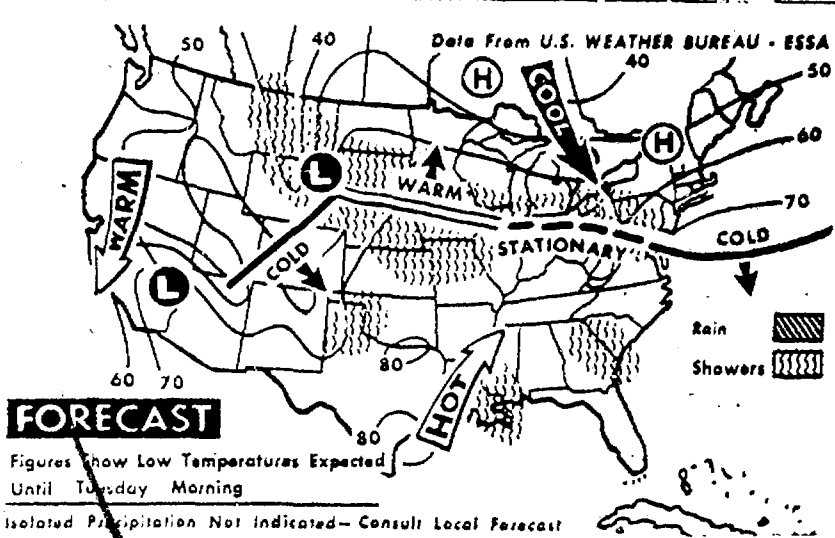 Data From U.S. WEATHER BUREAU - ESSA
50
40
40
50
60
70
H
COOL
H
L
WARM
WARM
STATIONARY
COLD
COLD
L
Rain
Showers
60
70
80
80
HOT
FORECAST
Figures Show Low Temperatures Expected
Until Tuesday Morning
Isolated Precipitation Not Indicated— Consult Local Forecast